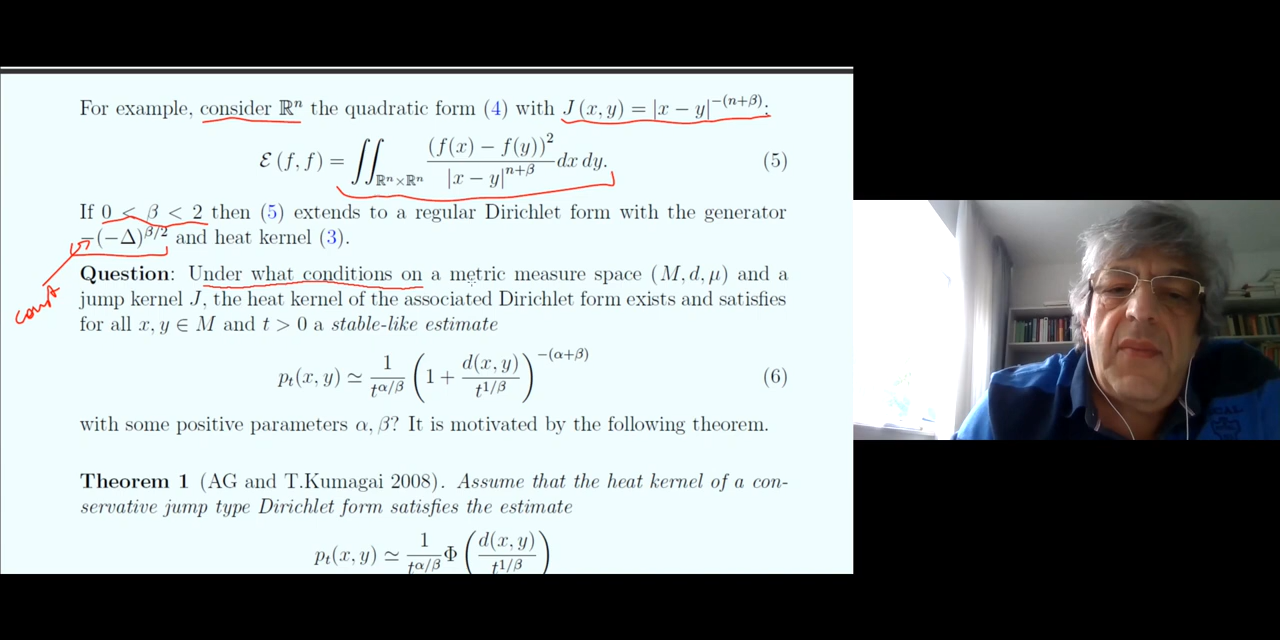 For example, consider ℝⁿ the quadratic form (4) with J(x, y) = |x − y|^{−(n+β)}:
ℰ(f, f) = ∬_{ℝⁿ×ℝⁿ} (f(x) − f(y))² / |x − y|^{n+β} dx dy. (5)
If 0 < β < 2 then (5) extends to a regular Dirichlet form with the generator
−(−Δ)^{β/2} and heat kernel (3).
const
Question: Under what conditions on a metric measure space (M, d, μ) and a
jump kernel J, the heat kernel of the associated Dirichlet form exists and satisfies
for all x, y ∈ M and t > 0 a stable-like estimate
p_t(x, y) ≃ 1/t^{α/β} (1 + d(x, y)/t^{1/β})^{−(α+β)} (6)
with some positive parameters α, β? It is motivated by the following theorem.
Theorem 1 (AG and T.Kumagai 2008). Assume that the heat kernel of a con-
servative jump type Dirichlet form satisfies the estimate
p_t(x, y) ≃ 1/t^{α/β} Φ(d(x, y)/t^{1/β})